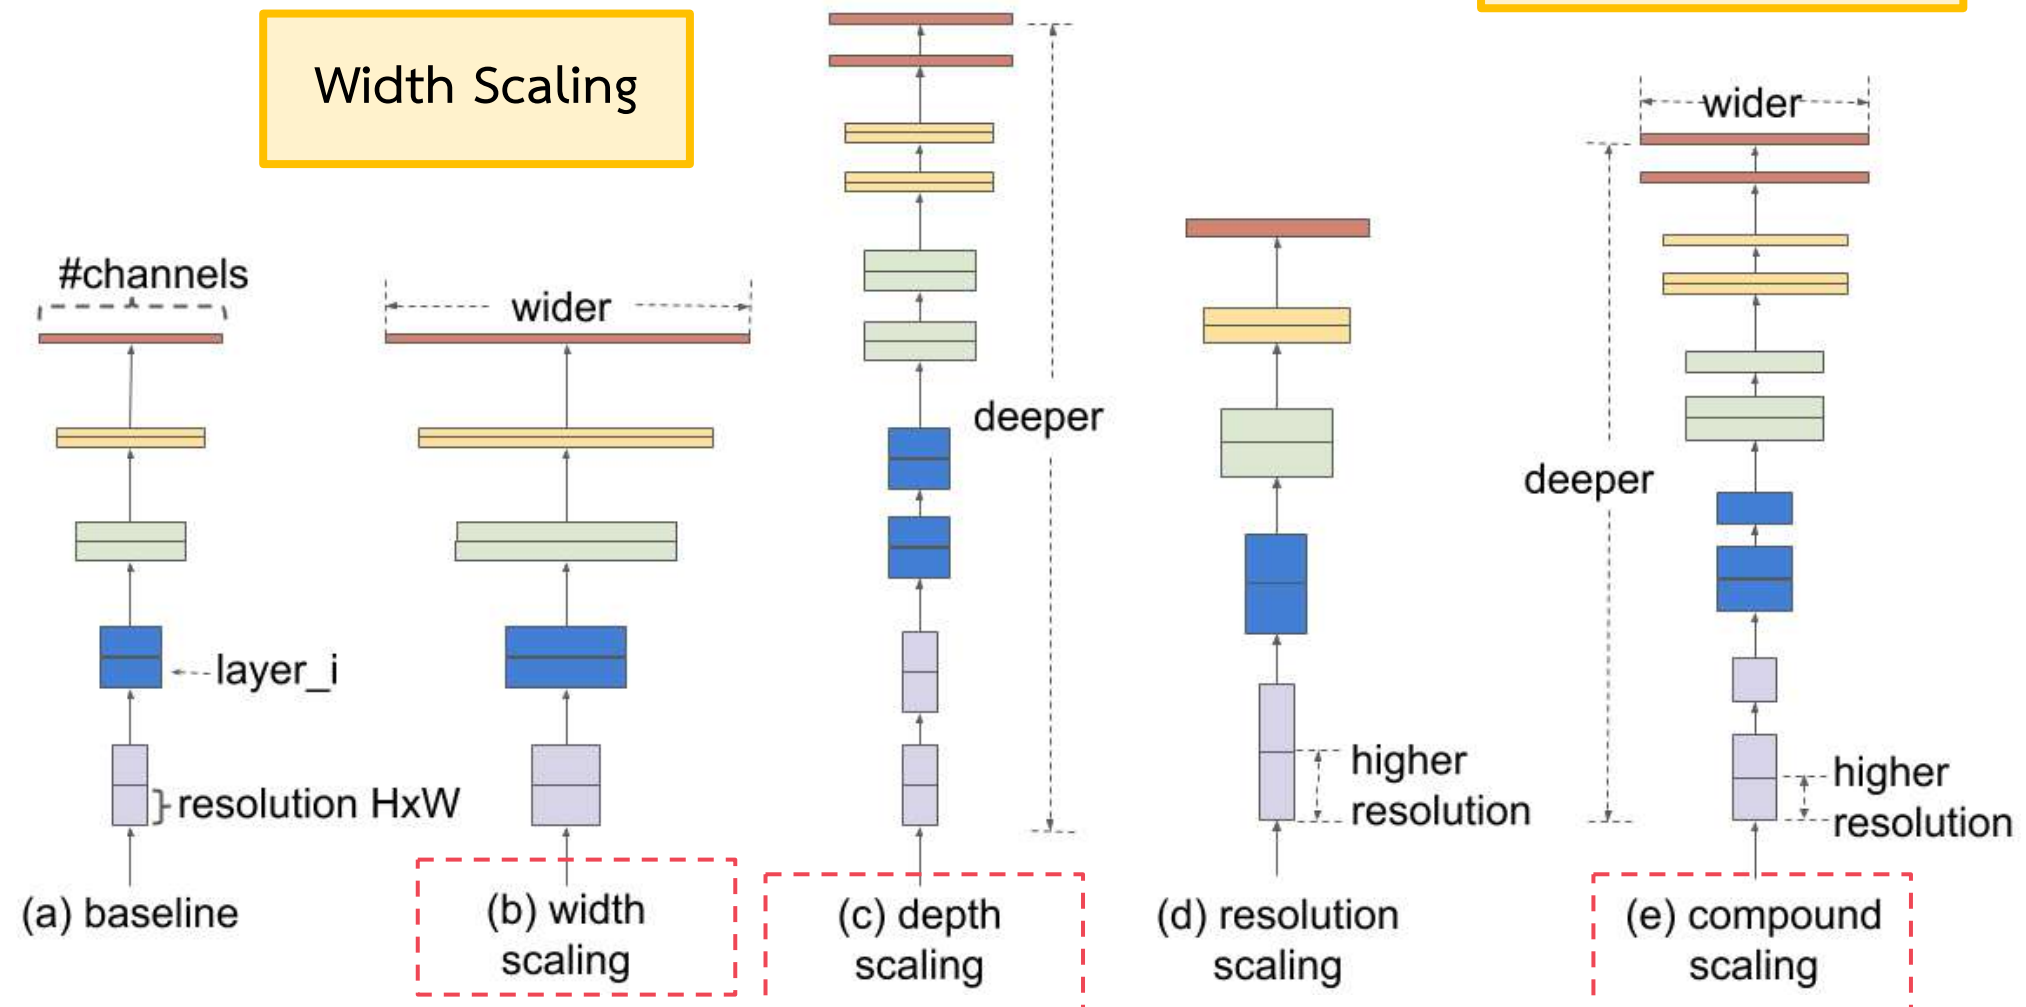 Width Scaling
#channels
layer_i
resolution HxW
(a) baseline
wider
(b) width
scaling
deeper
(c) depth
scaling
higher
resolution
(d) resolution
scaling
wider
deeper
higher
resolution
(e) compound
scaling